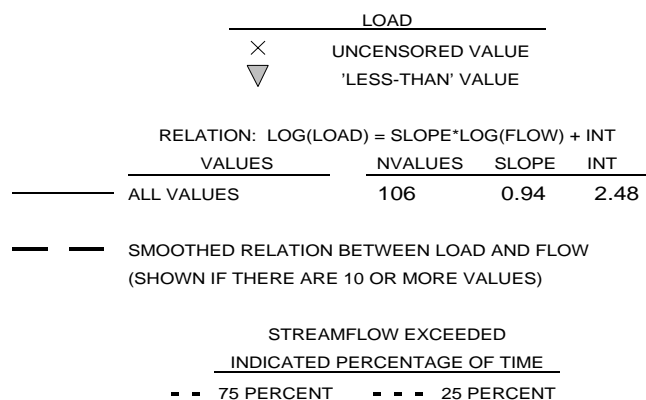 LOAD
UNCENSORED VALUE
'LESS-THAN' VALUE
RELATION: LOG(LOAD) = SLOPE*LOG(FLOW) + INT
VALUES NVALUES SLOPE INT
ALL VALUES 106 0.94 2.48
SMOOTHED RELATION BETWEEN LOAD AND FLOW
(SHOWN IF THERE ARE 10 OR MORE VALUES)
STREAMFLOW EXCEEDED
INDICATED PERCENTAGE OF TIME
75 PERCENT 25 PERCENT